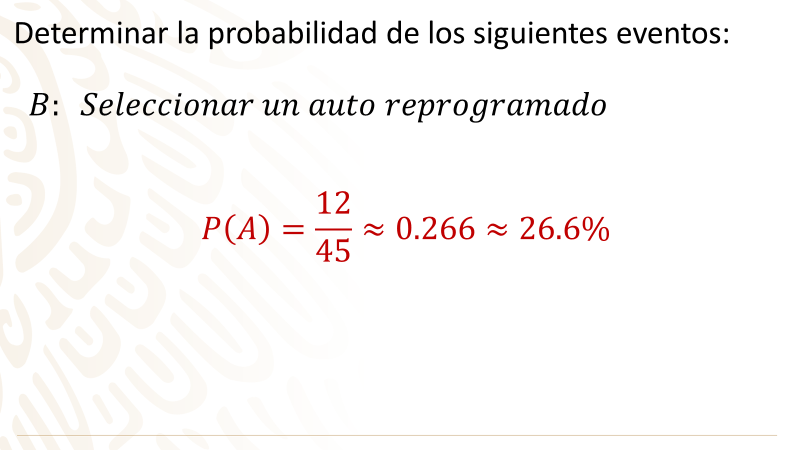 Determinar la probabilidad de los siguientes eventos:
B: Seleccionar un auto reprogramado
P(A) = 12/45 ≈ 0.266 ≈ 26.6%